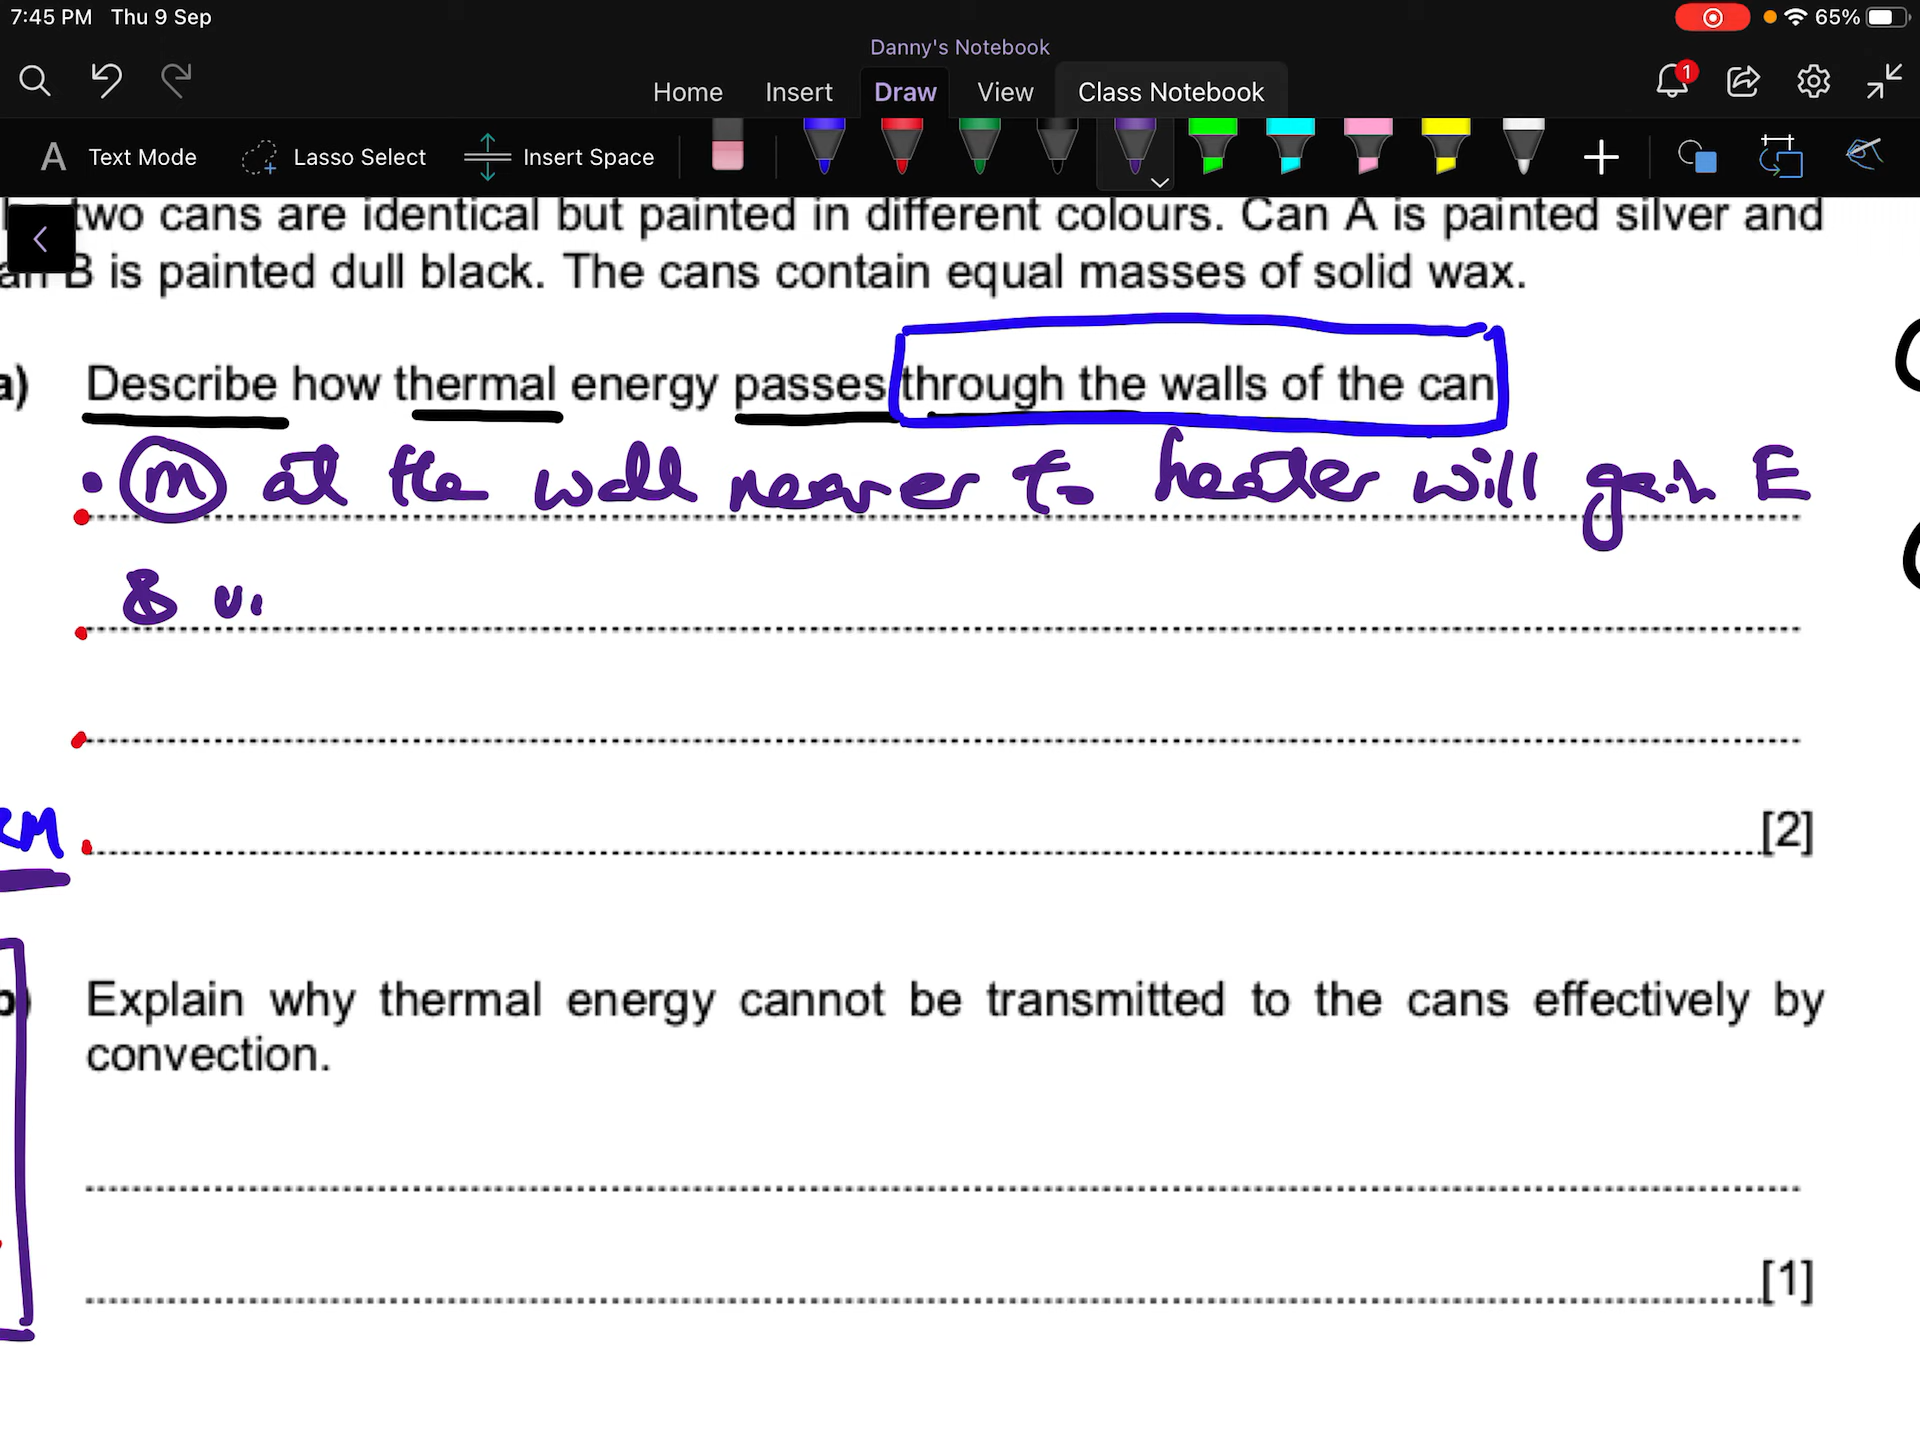 7:45 PM Thu 9 Sep
65%
Danny's Notebook
Home Insert Draw View Class Notebook
1
A Text Mode Lasso Select Insert Space
two cans are identical but painted in different colours. Can A is painted silver and
B is painted dull black. The cans contain equal masses of solid wax.
a) Describe how thermal energy passes through the walls of the can
• m at the wall nearer to heater will gain E
&
[2]
Explain why thermal energy cannot be transmitted to the cans effectively by
convection.
[1]